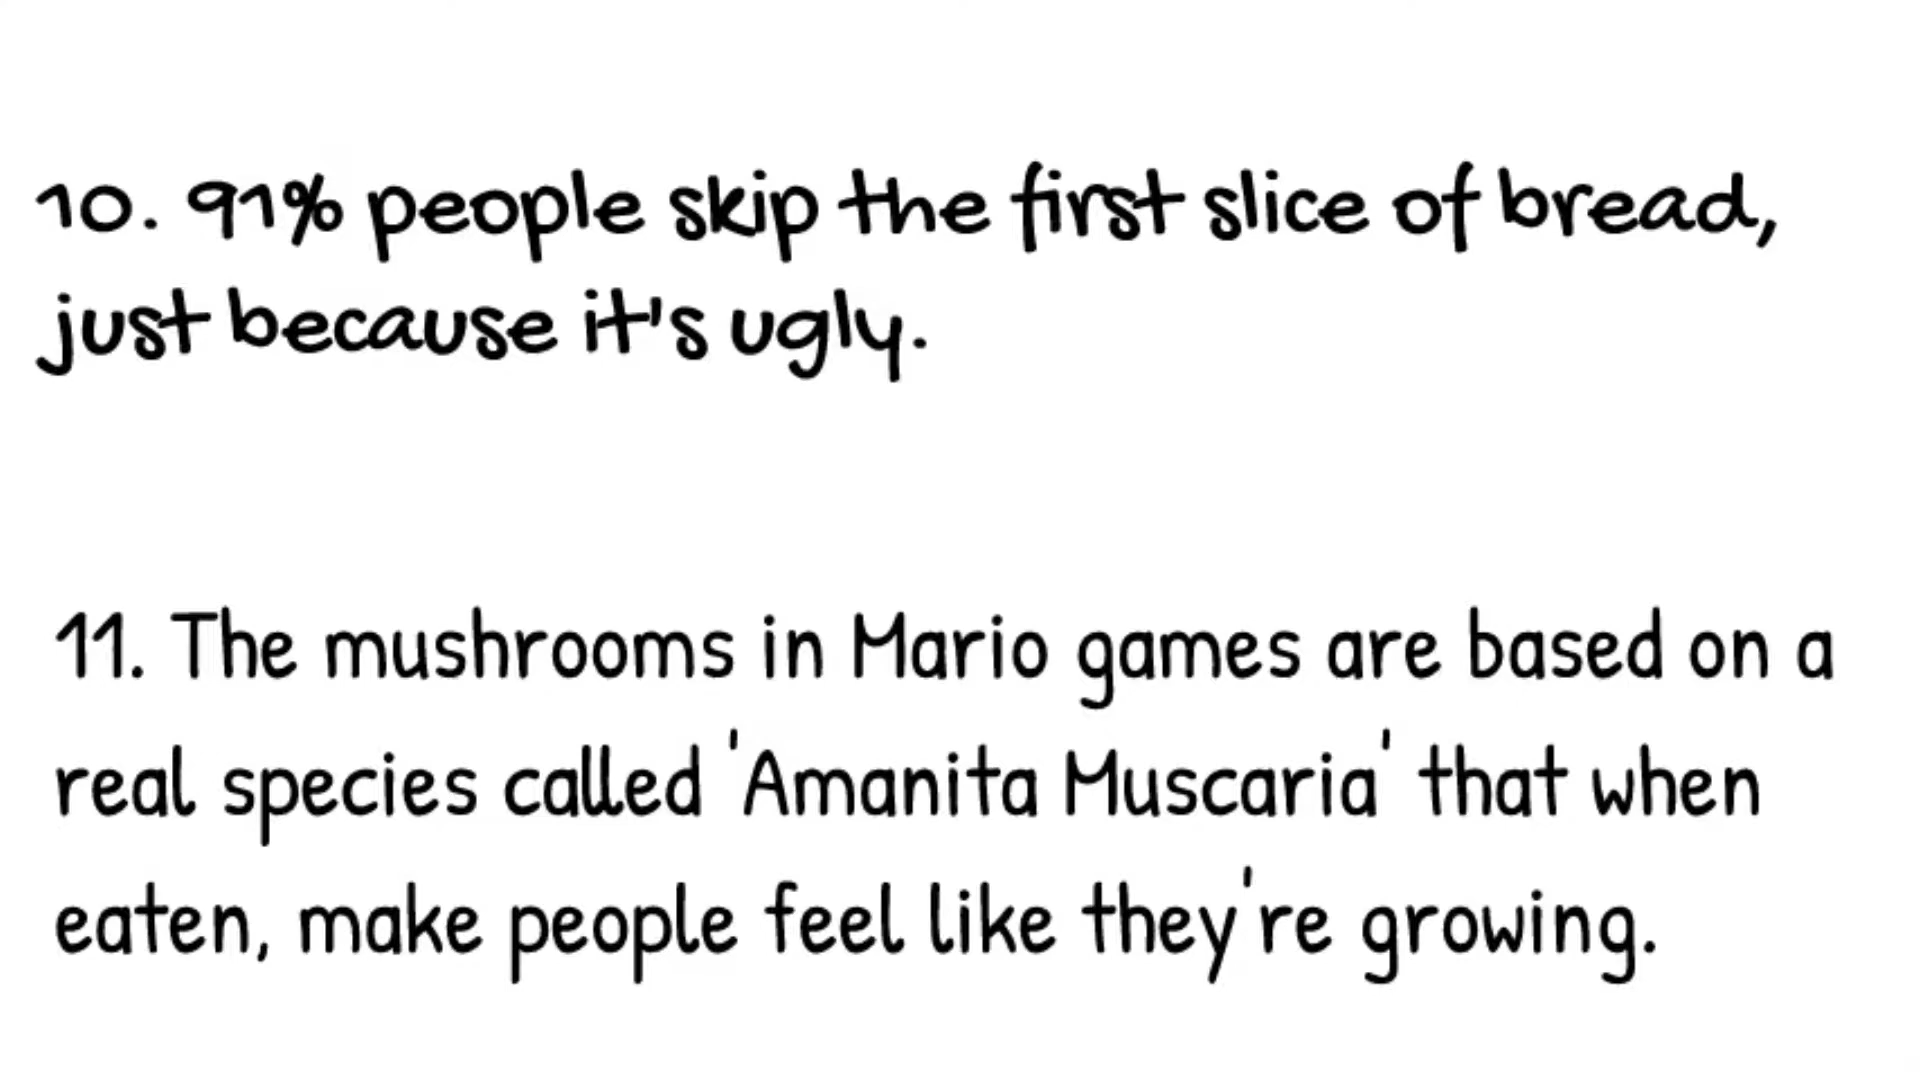 10. 91% people skip the first slice of bread,
just because it's ugly.
11. The mushrooms in Mario games are based on a
real species called 'Amanita Muscaria' that when
eaten, make people feel like they're growing.